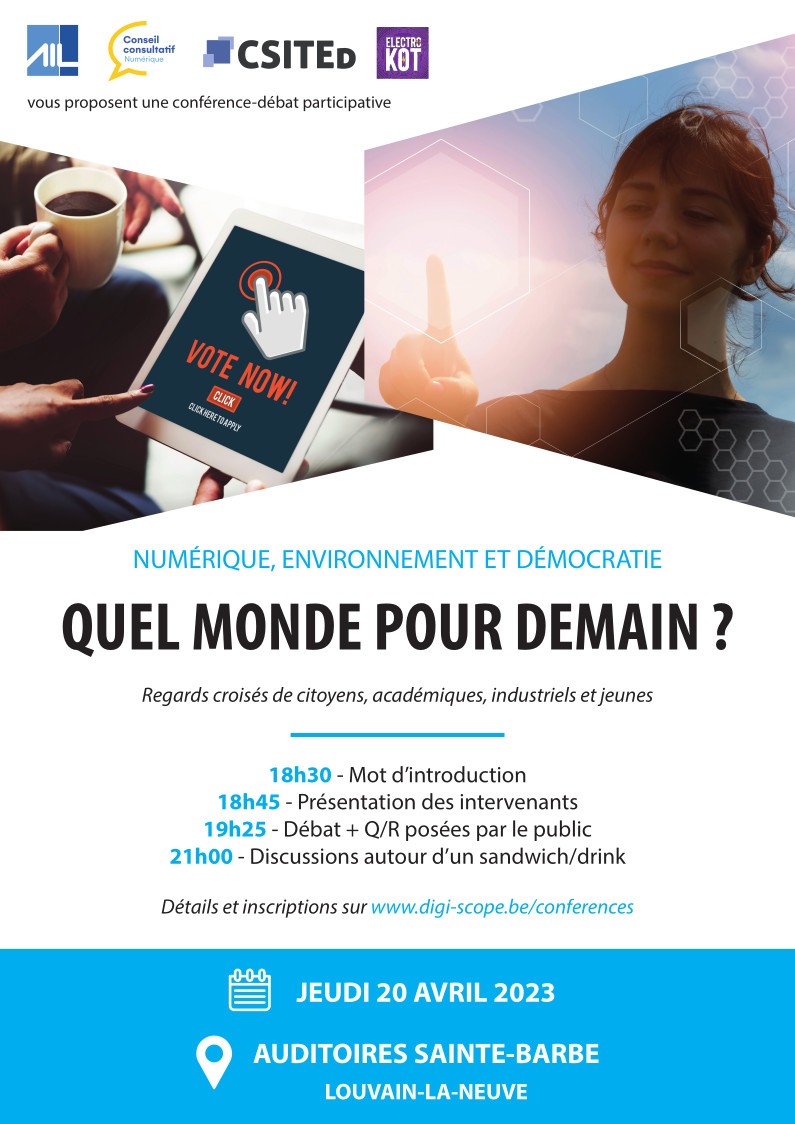 AIL
Conseil
consultatif
Numérique
CSITED
ELECTRO
KOT
vous proposent une conférence-débat participative
VOTE NOW!
CLICK
CLICK HERE TO APPLY
NUMÉRIQUE, ENVIRONNEMENT ET DÉMOCRATIE
QUEL MONDE POUR DEMAIN ?
Regards croisés de citoyens, académiques, industriels et jeunes
18h30 - Mot d’introduction
18h45 - Présentation des intervenants
19h25 - Débat + Q/R posées par le public
21h00 - Discussions autour d’un sandwich/drink
Détails et inscriptions sur www.digi-scope.be/conferences
JEUDI 20 AVRIL 2023
AUDITOIRES SAINTE-BARBE
LOUVAIN-LA-NEUVE